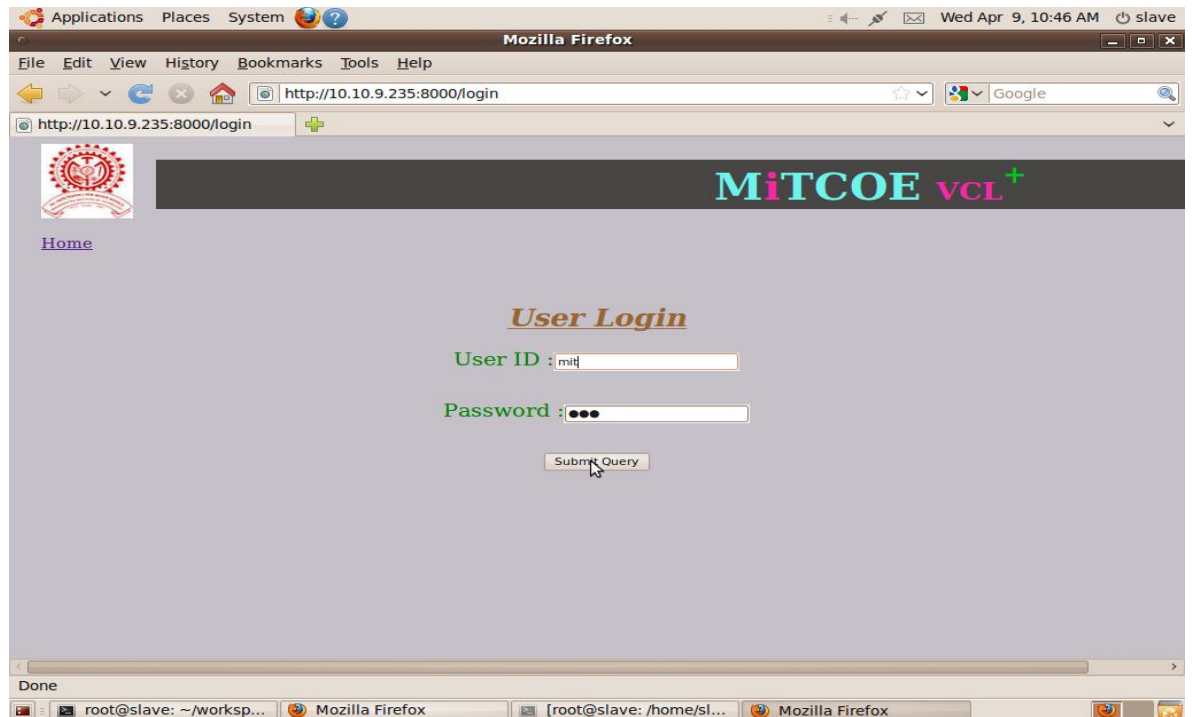 Applications Places System Wed Apr 9, 10:46 AM slave
Mozilla Firefox
File Edit View History Bookmarks Tools Help
http://10.10.9.235:8000/login Google
http://10.10.9.235:8000/login
MiTCOE VCL+
Home
User Login
User ID : mit
Password : ●●●
Submit Query
Done
root@slave: ~/worksp... Mozilla Firefox [root@slave: /home/sl... Mozilla Firefox